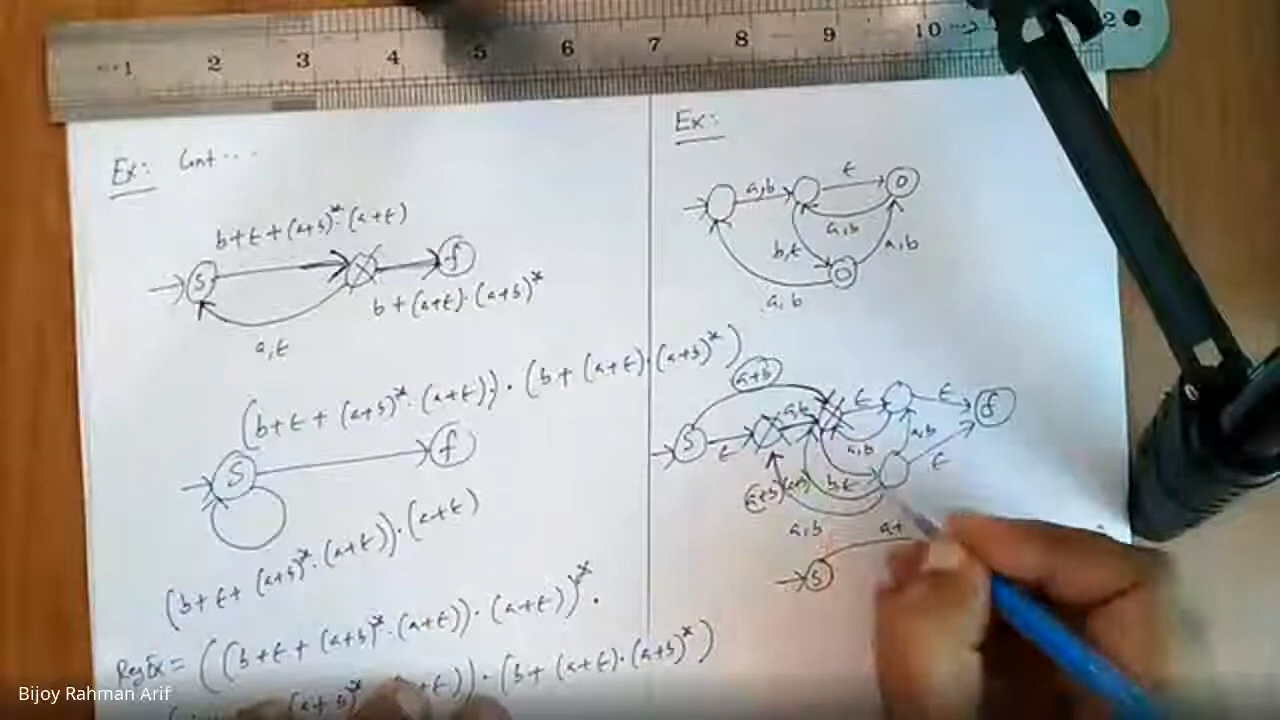 1 2 3 4 5 6 7 8 9 10
Ex: Cont...
b+ε+(a+b)*·(a+ε)
S
f
b+(a+ε)·(a+b)*
a,ε
(b+ε+(a+b)*·(a+ε))·(b+(a+ε)·(a+b)*)
S
f
(b+ε+(a+b)*·(a+ε))·(a+ε)
RegEx = ((b+ε+(a+b)*·(a+ε))·(a+ε))*·
(a+b)*
+ε))·(b+(a+ε)·(a+b)*)
Ex:
a,b
ε
a,b
b,ε
a,b
a,b
a+b
S
ε
a,b
ε
ε
f
a,b
a,b
ε
(a+b)(a+b)
b,ε
a,b
a+
S
Bijoy Rahman Arif